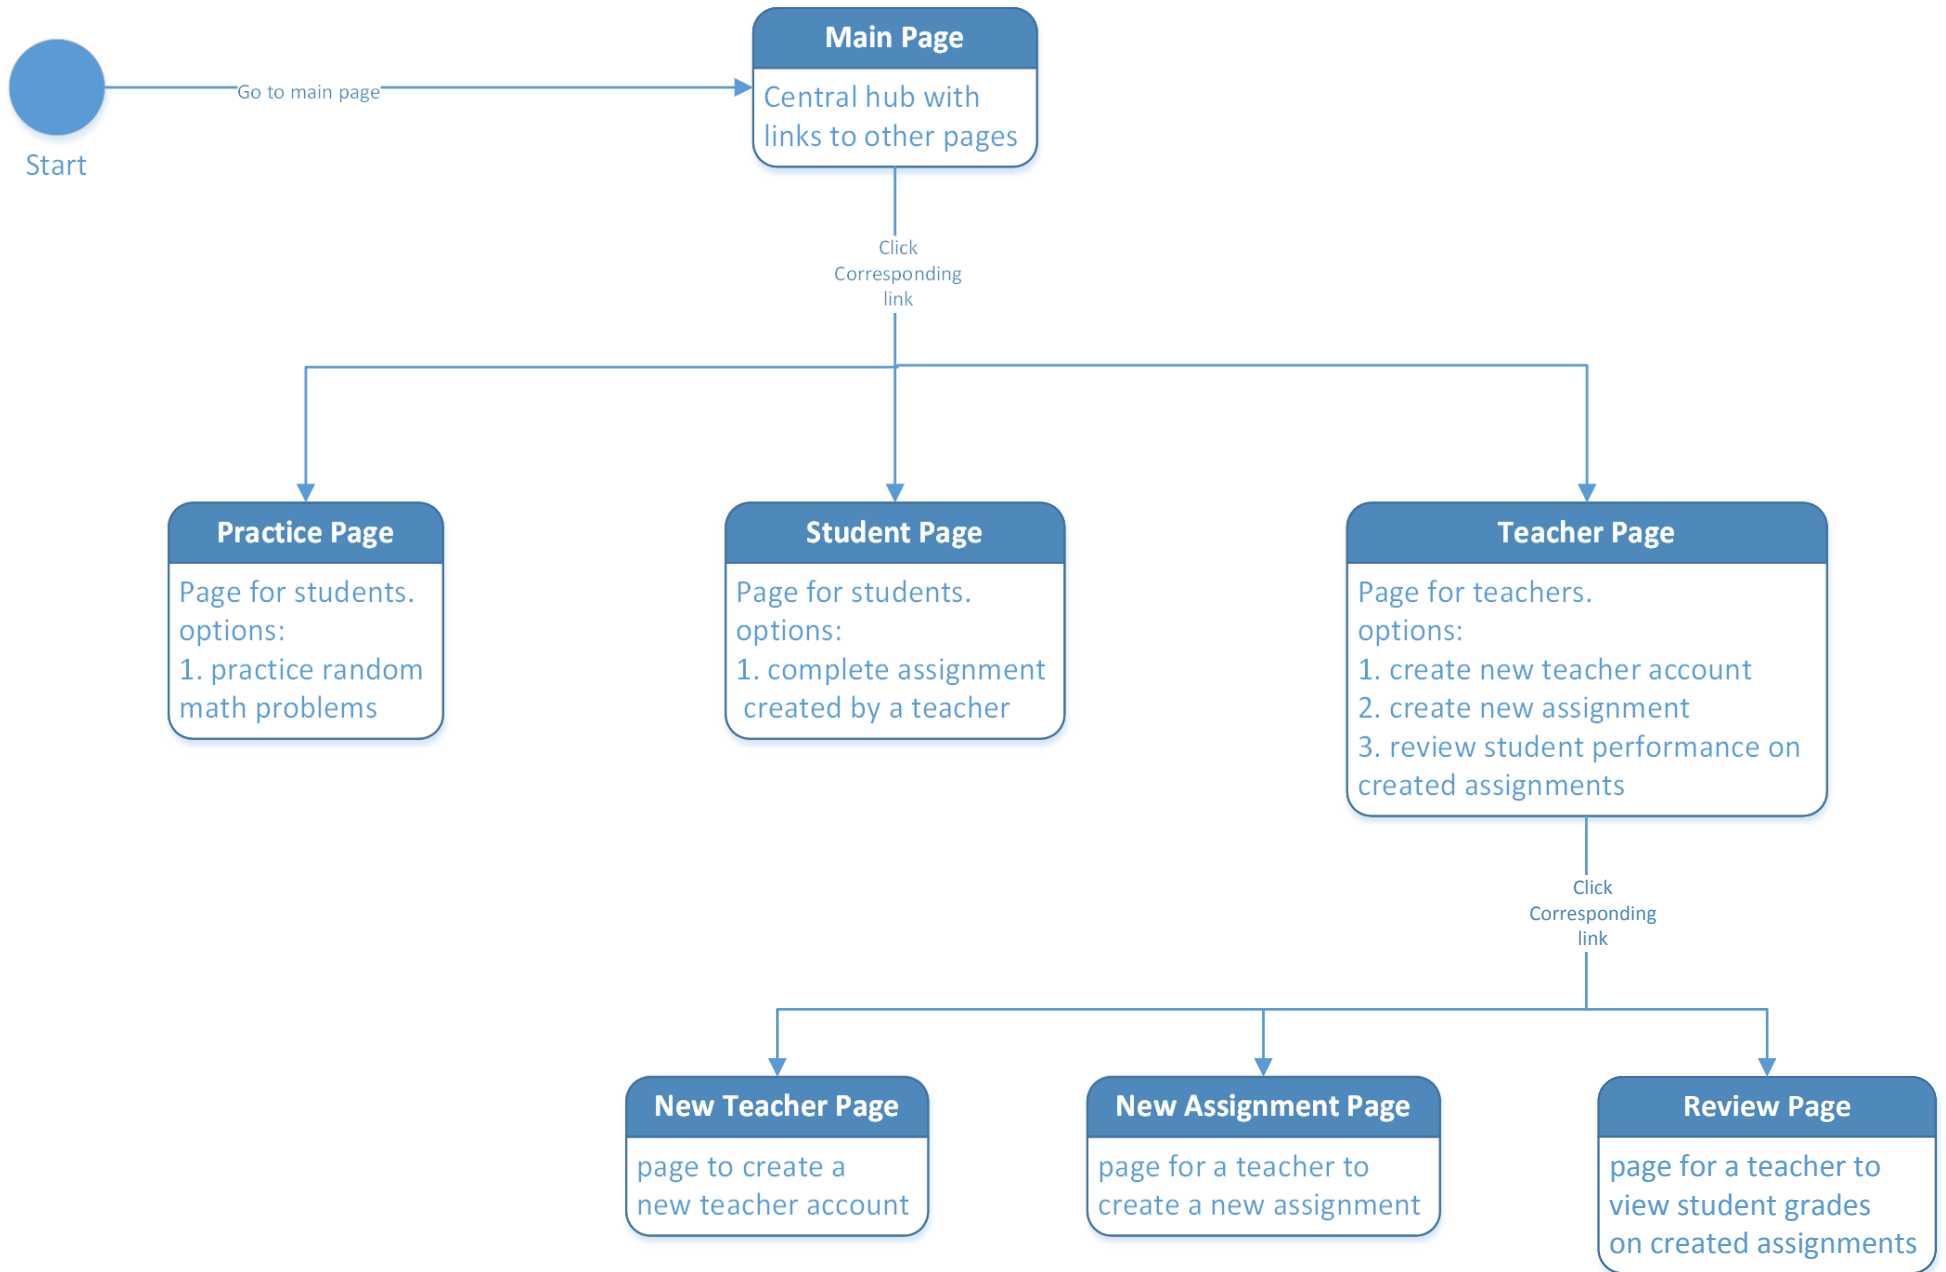 Main Page
Central hub with
links to other pages
Go to main page
Start
Click
Corresponding
link
Practice Page
Page for students.
options:
1. practice random
math problems
Student Page
Page for students.
options:
1. complete assignment
created by a teacher
Teacher Page
Page for teachers.
options:
1. create new teacher account
2. create new assignment
3. review student performance on
created assignments
Click
Corresponding
link
New Teacher Page
page to create a
new teacher account
New Assignment Page
page for a teacher to
create a new assignment
Review Page
page for a teacher to
view student grades
on created assignments